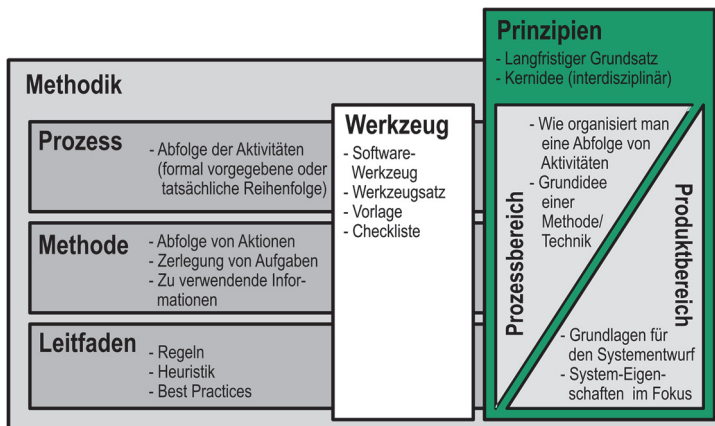 Methodik
Prozess
- Abfolge der Aktivitäten
(formal vorgegebene oder
tatsächliche Reihenfolge)
Methode
- Abfolge von Aktionen
- Zerlegung von Aufgaben
- Zu verwendende Infor-
mationen
Leitfaden
- Regeln
- Heuristik
- Best Practices
Werkzeug
- Software-
Werkzeug
- Werkzeugsatz
- Vorlage
- Checkliste
Prinzipien
- Langfristiger Grundsatz
- Kernidee (interdisziplinär)
- Wie organisiert man
eine Abfolge von
Aktivitäten
- Grundidee
einer
Methode/
Technik
Prozessbereich
Produktbereich
- Grundlagen für
den Systementwurf
- System-Eigen-
schaften im Fokus